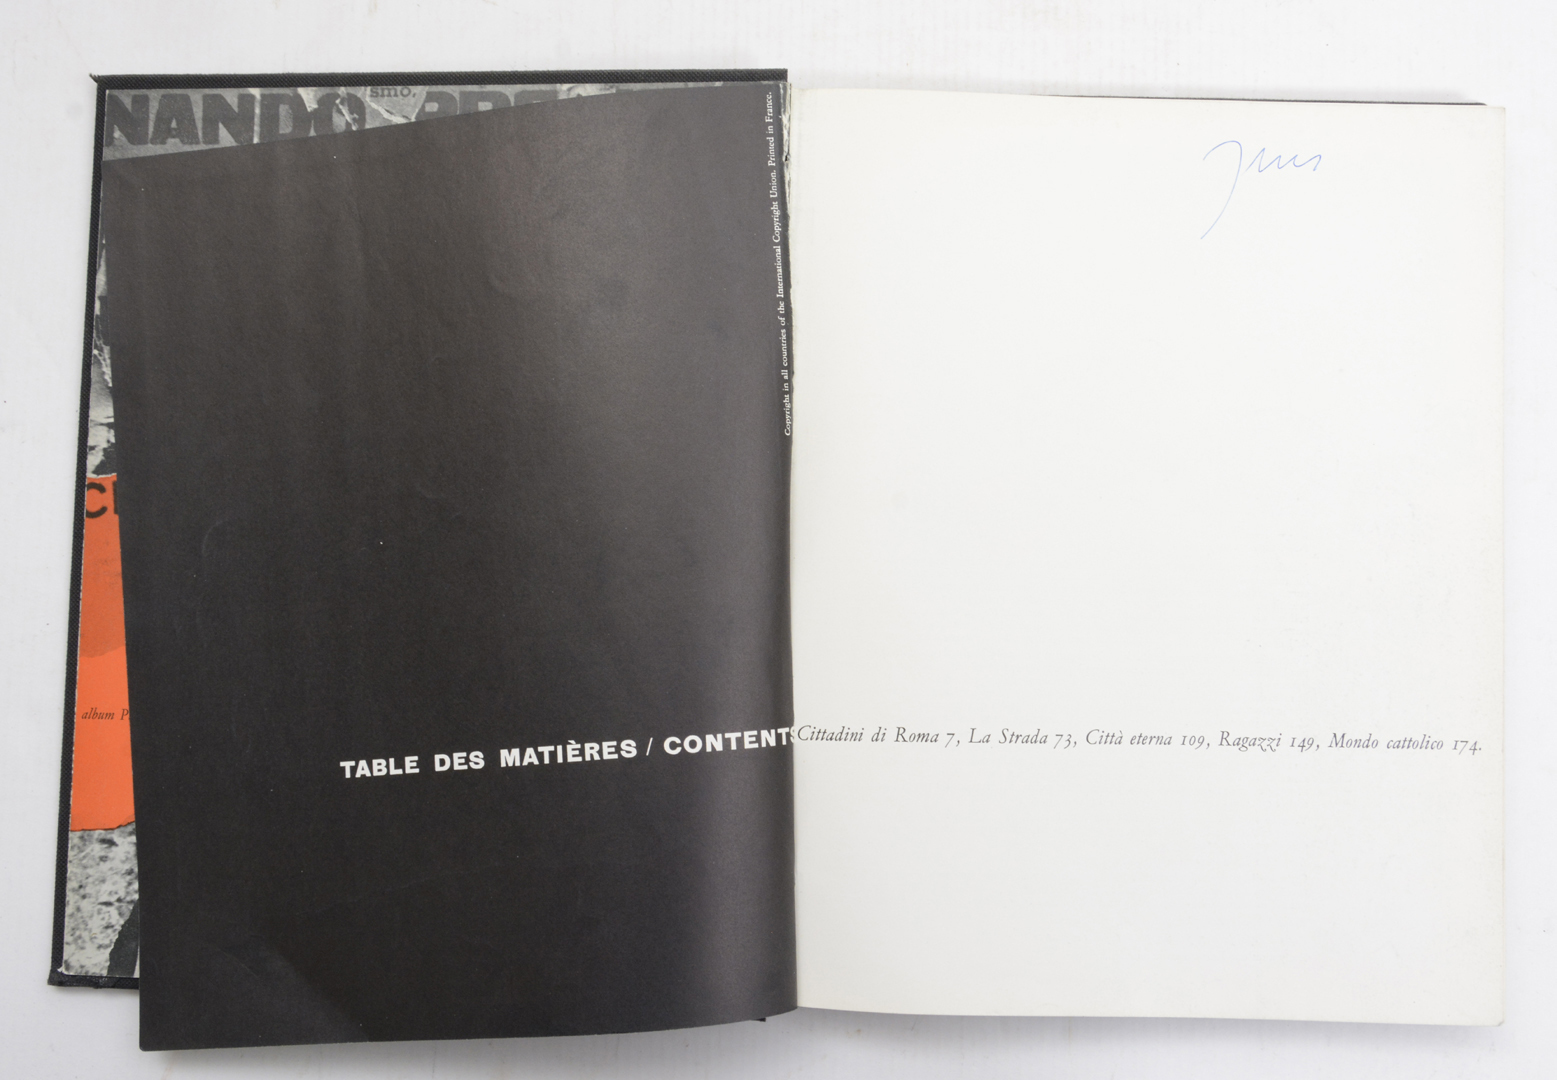 NANDO
smo.
Copyright in all countries of the International Copyright Union. Printed in France.
album P
TABLE DES MATIÈRES / CONTENTS
Cittadini di Roma 7, La Strada 73, Città eterna 109, Ragazzi 149, Mondo cattolico 174.